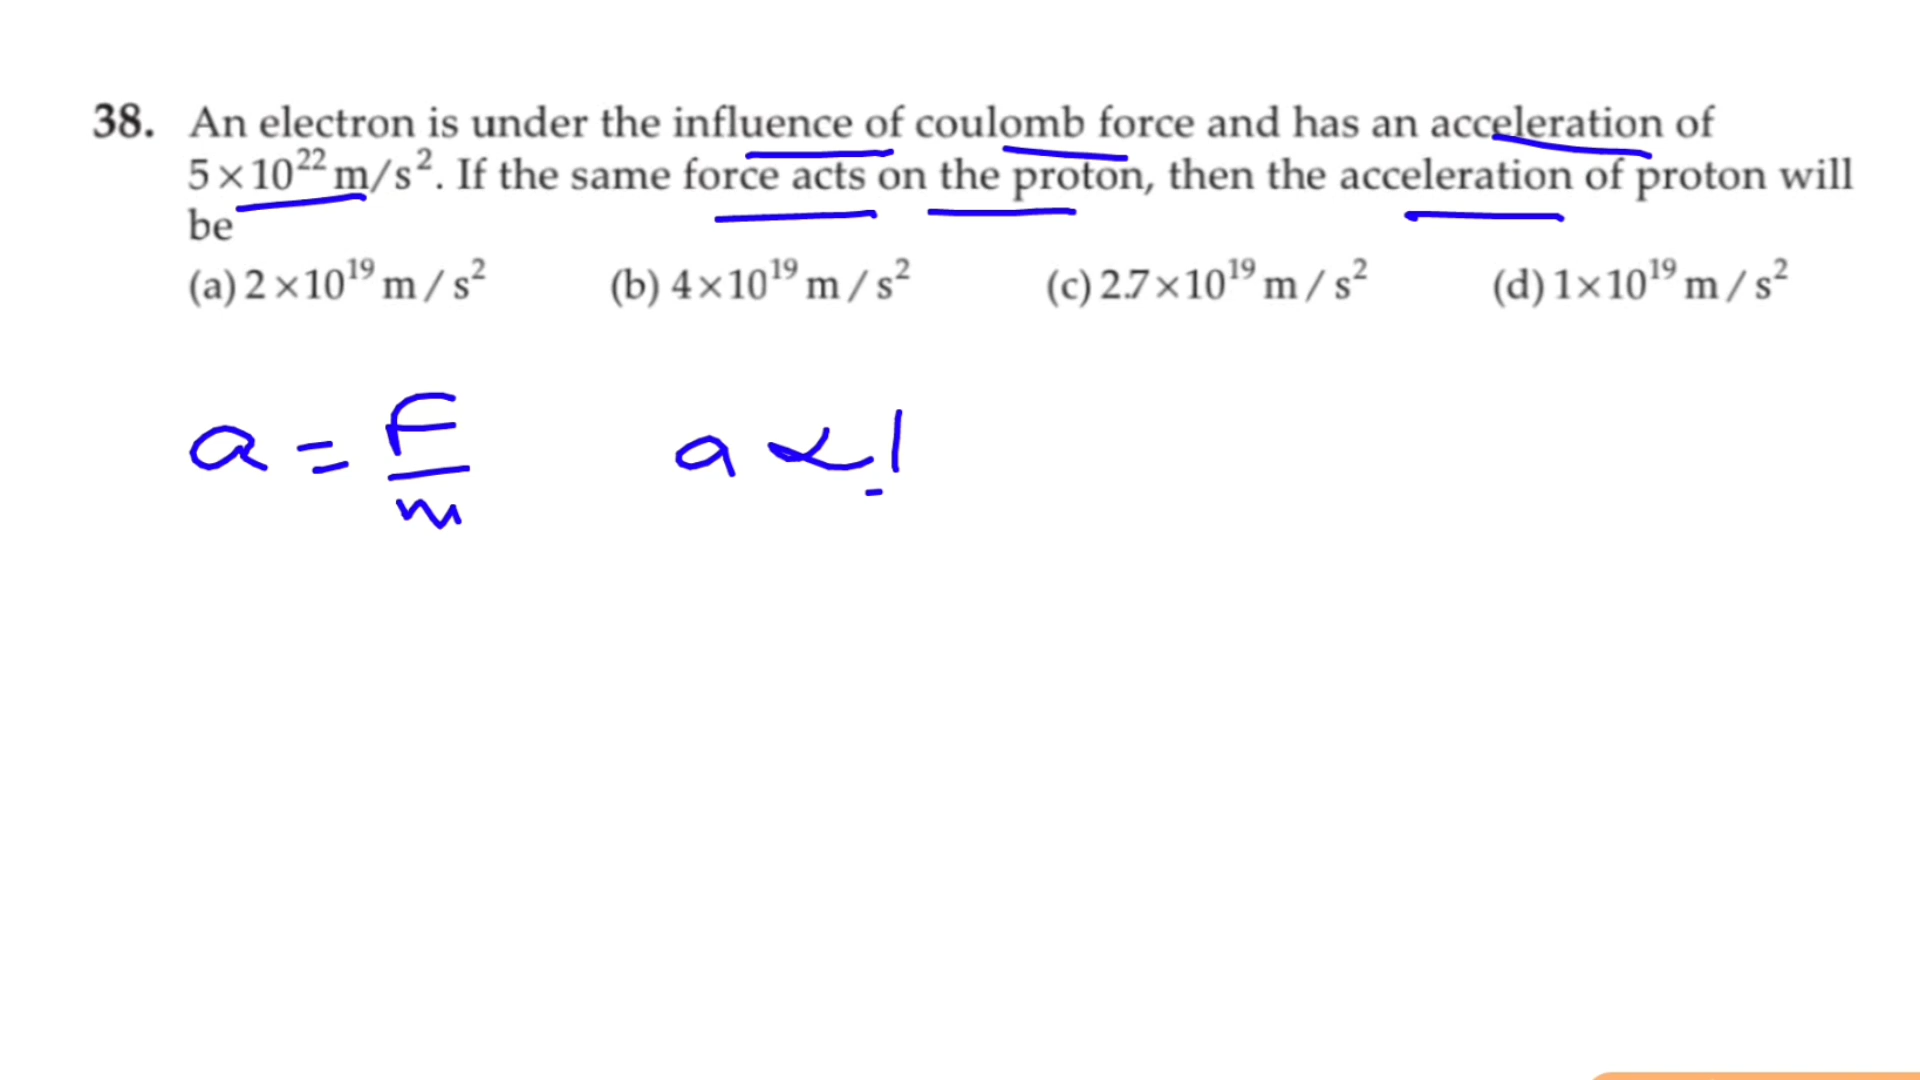 38. An electron is under the influence of coulomb force and has an acceleration of
5×10²² m/s². If the same force acts on the proton, then the acceleration of proton will
be
(a) 2×10¹⁹ m/s² (b) 4×10¹⁹ m/s² (c) 2.7×10¹⁹ m/s² (d) 1×10¹⁹ m/s²
a = F/m a ∝ 1